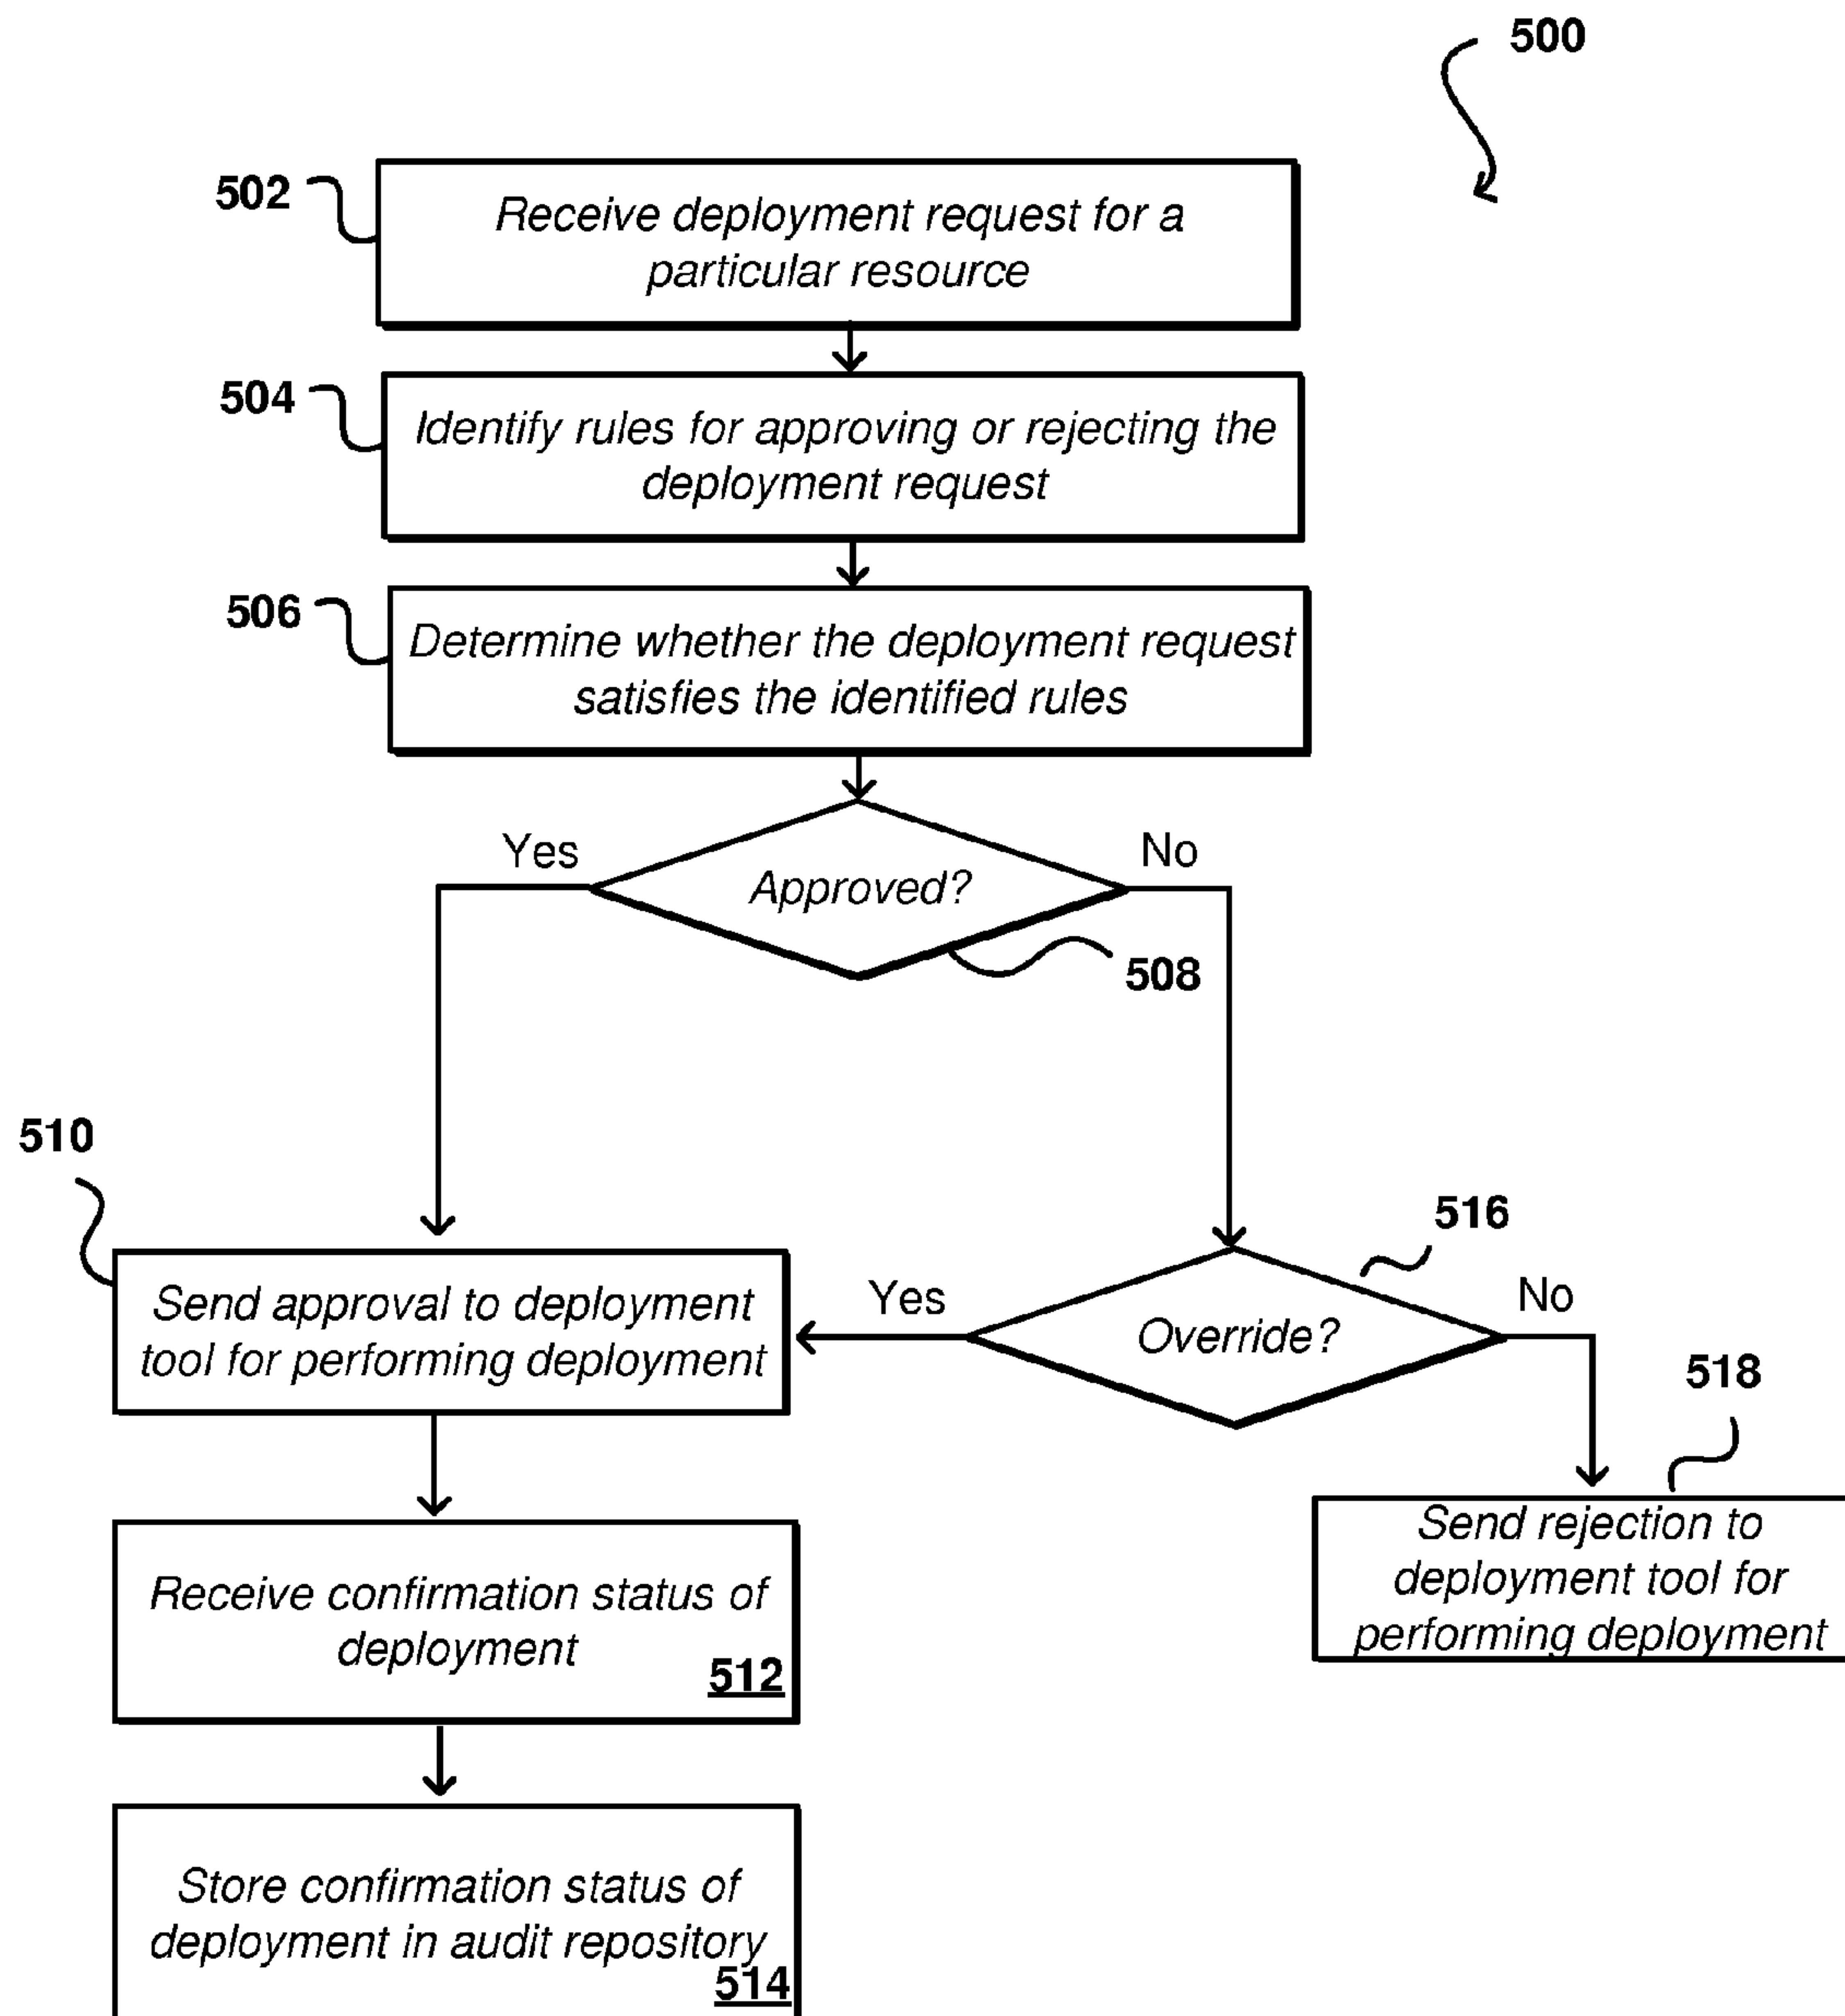 500
502
Receive deployment request for a
particular resource
504
Identify rules for approving or rejecting the
deployment request
506
Determine whether the deployment request
satisfies the identified rules
Yes
No
Approved?
508
510
516
Send approval to deployment
tool for performing deployment
Yes
Override?
No
518
Receive confirmation status of
deployment
512
Send rejection to
deployment tool for
performing deployment
Store confirmation status of
deployment in audit repository
514